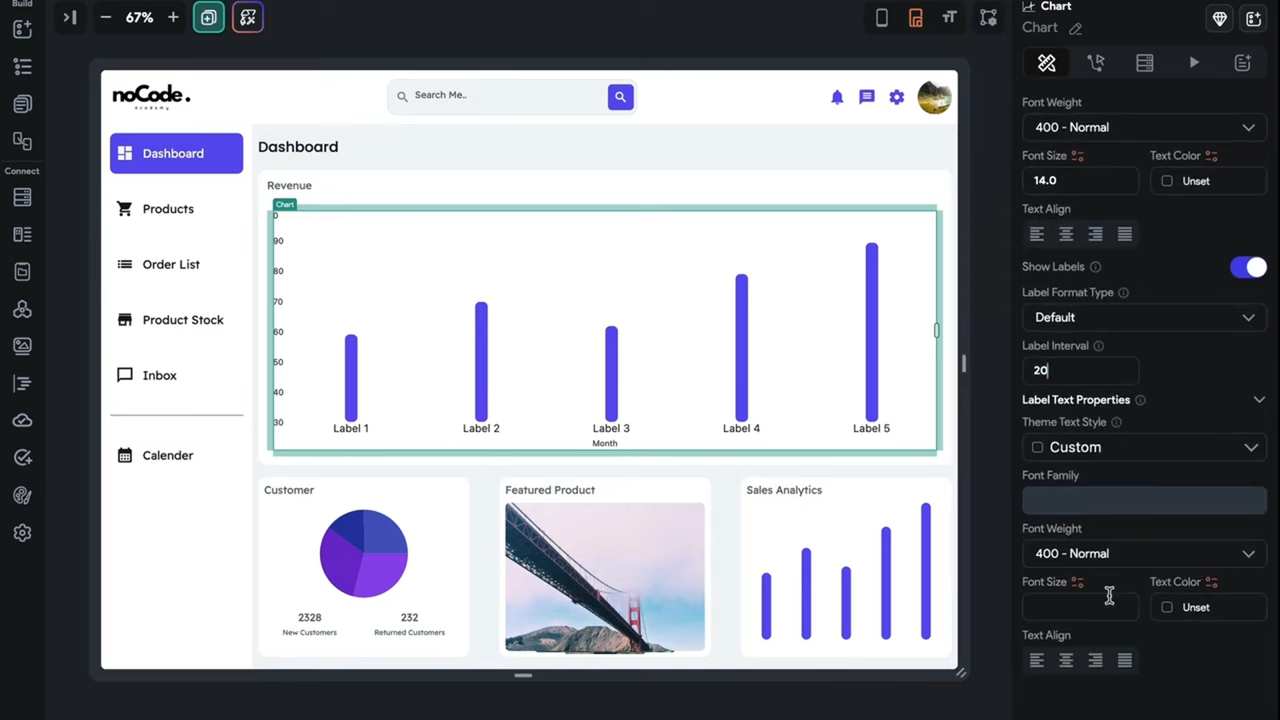 Build
67%
Chart
Chart
Connect
noCode.
academy
Search Me..
Dashboard
Products
Order List
Product Stock
Inbox
Calender
Dashboard
Revenue
Chart
0
90
80
70
60
50
40
30
Label 1
Label 2
Label 3
Label 4
Label 5
Month
Customer
2328
232
New Customers
Returned Customers
Featured Product
Sales Analytics
Font Weight
400 - Normal
Font Size
Text Color
14.0
Unset
Text Align
Show Labels
Label Format Type
Default
Label Interval
20
Label Text Properties
Theme Text Style
Custom
Font Family
Font Weight
400 - Normal
Font Size
Text Color
Unset
Text Align